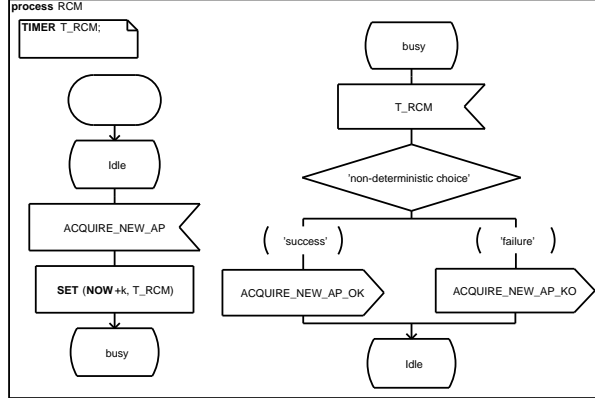 process RCM
TIMER T_RCM;
Idle
ACQUIRE_NEW_AP
SET (NOW+k, T_RCM)
busy
busy
T_RCM
'non-deterministic choice'
'success'
'failure'
ACQUIRE_NEW_AP_OK
ACQUIRE_NEW_AP_KO
Idle